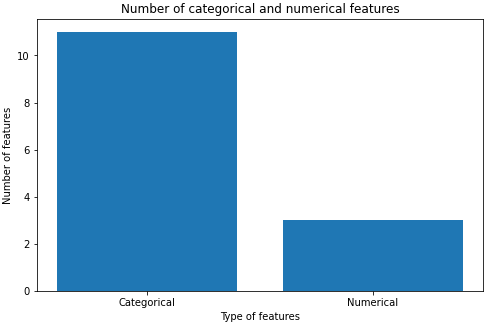 Number of categorical and numerical features
Number of features
10
8
6
4
2
0
Categorical
Numerical
Type of features